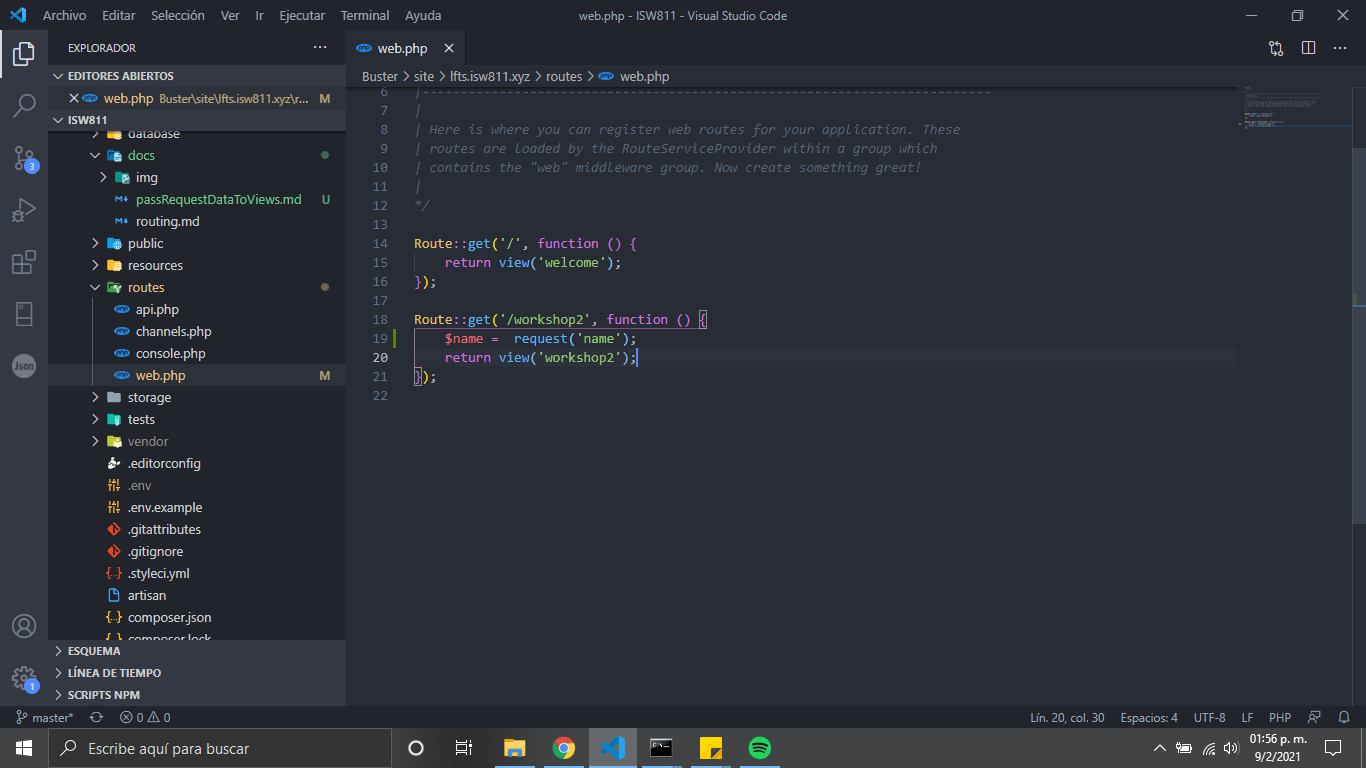 Archivo Editar Selección Ver Ir Ejecutar Terminal Ayuda
web.php - ISW811 - Visual Studio Code
EXPLORADOR
EDITORES ABIERTOS
web.php Buster\site\lfts.isw811.xyz\r... M
ISW811
database
docs
img
passRequestDataToViews.md U
routing.md
public
resources
routes
api.php
channels.php
console.php
web.php M
storage
tests
vendor
.editorconfig
.env
.env.example
.gitattributes
.gitignore
.styleci.yml
artisan
composer.json
composer.lock
ESQUEMA
LÍNEA DE TIEMPO
SCRIPTS NPM
3
Json
1
web.php
Buster > site > lfts.isw811.xyz > routes > web.php
6 |--------------------------------------------------------------------------
7 |
8 | Here is where you can register web routes for your application. These
9 | routes are loaded by the RouteServiceProvider within a group which
10 | contains the "web" middleware group. Now create something great!
11 |
12 */
13
14 Route::get('/', function () {
15 return view('welcome');
16 });
17
18 Route::get('/workshop2', function () {
19 $name =  request('name');
20 return view('workshop2');
21 });
22
master* 0 0
Lín. 20, col. 30 Espacios: 4 UTF-8 LF PHP
Escribe aquí para buscar
01:56 p. m.
9/2/2021